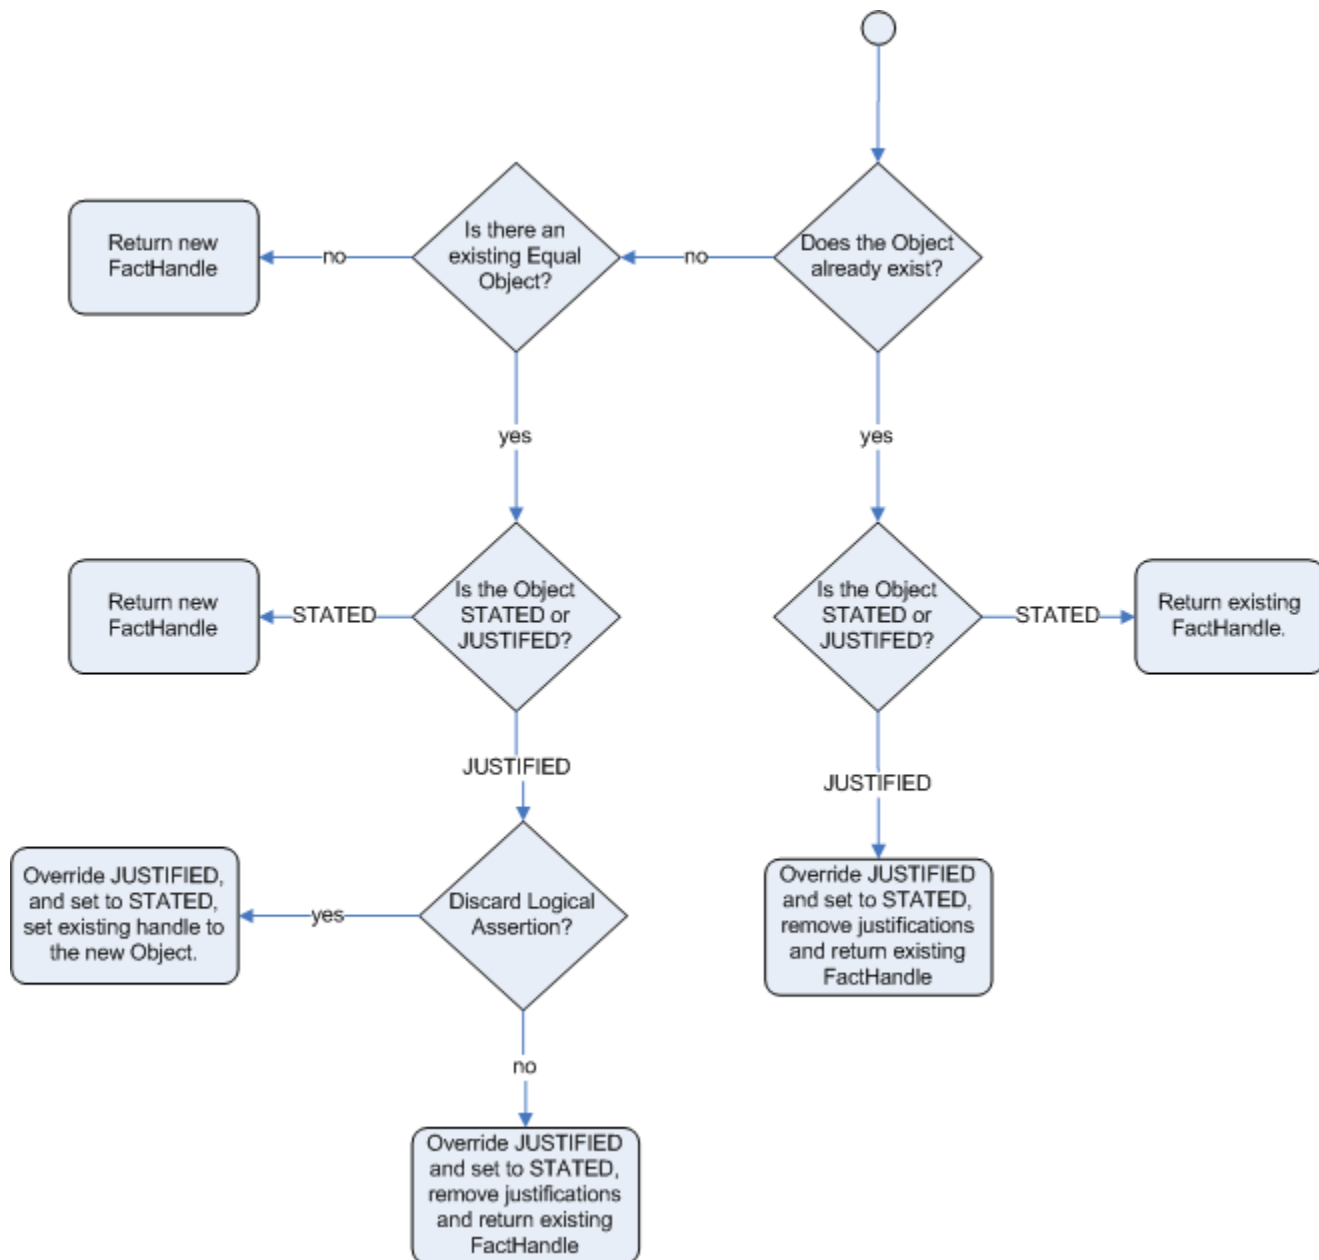 Return new
FactHandle
no
Is there an
existing Equal
Object?
no
Does the Object
already exist?
yes
yes
Return new
FactHandle
STATED
Is the Object
STATED or
JUSTIFED?
Is the Object
STATED or
JUSTIFED?
STATED
Return existing
FactHandle.
JUSTIFIED
JUSTIFIED
Override JUSTIFIED,
and set to STATED,
set existing handle to
the new Object.
yes
Discard Logical
Assertion?
Override JUSTIFIED
and set to STATED,
remove justifications
and return existing
FactHandle
no
Override JUSTIFIED
and set to STATED,
remove justifications
and return existing
FactHandle